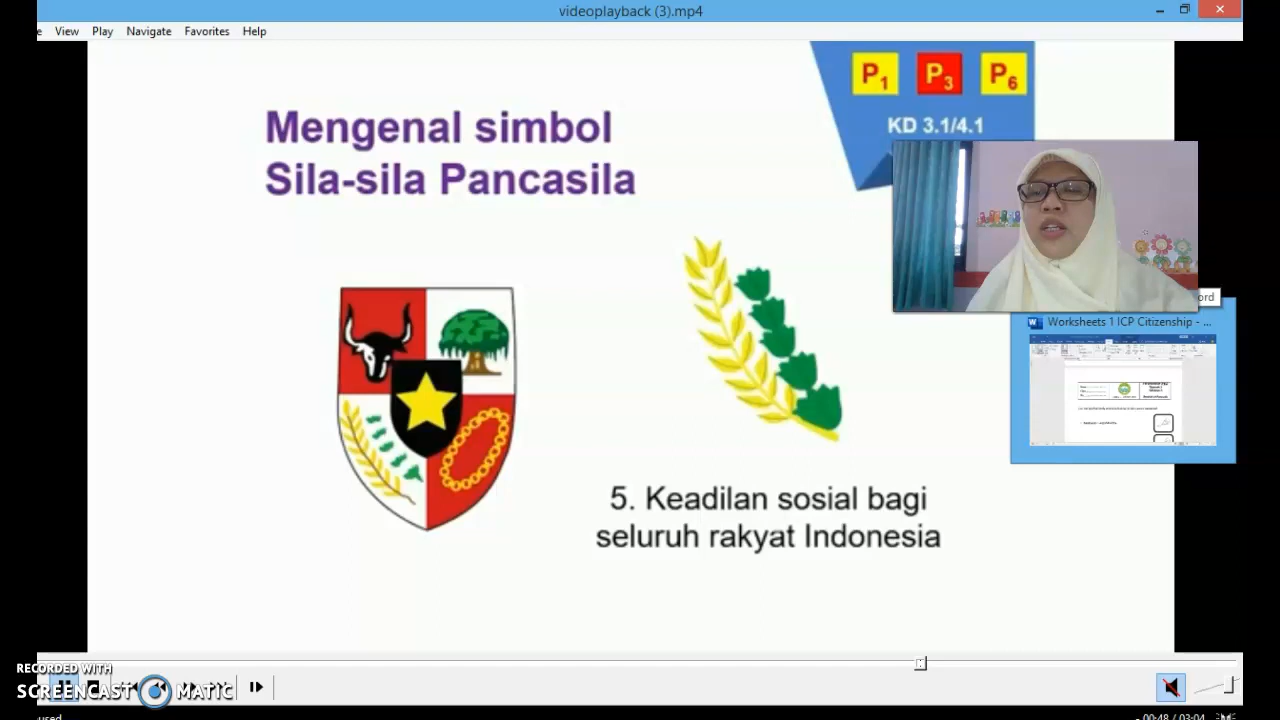 videoplayback (3).mp4
View Play Navigate Favorites Help
P1 P3 P6
KD 3.1/4.1
Mengenal simbol
Sila-sila Pancasila
ord
Worksheets 1 ICP Citizenship - ...
5. Keadilan sosial bagi
seluruh rakyat Indonesia
RECORDED WITH
SCREENCAST MATIC
- 00:48 / 03:04